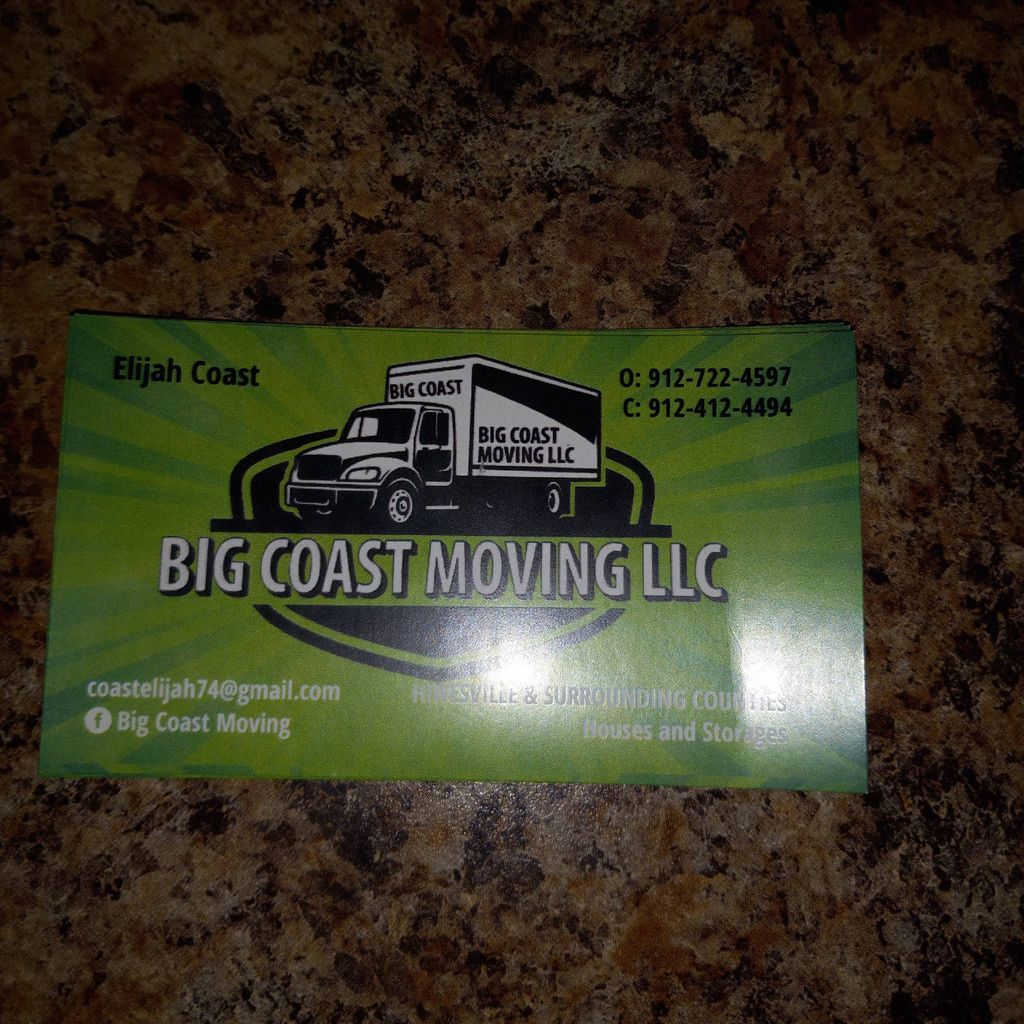 Elijah Coast
O: 912-722-4597
C: 912-412-4494
BIG COAST
BIG COAST
MOVING LLC
BIG COAST MOVING LLC
coastelijah74@gmail.com
Big Coast Moving
HINESVILLE & SURROUNDING COUNTIES
Houses and Storages